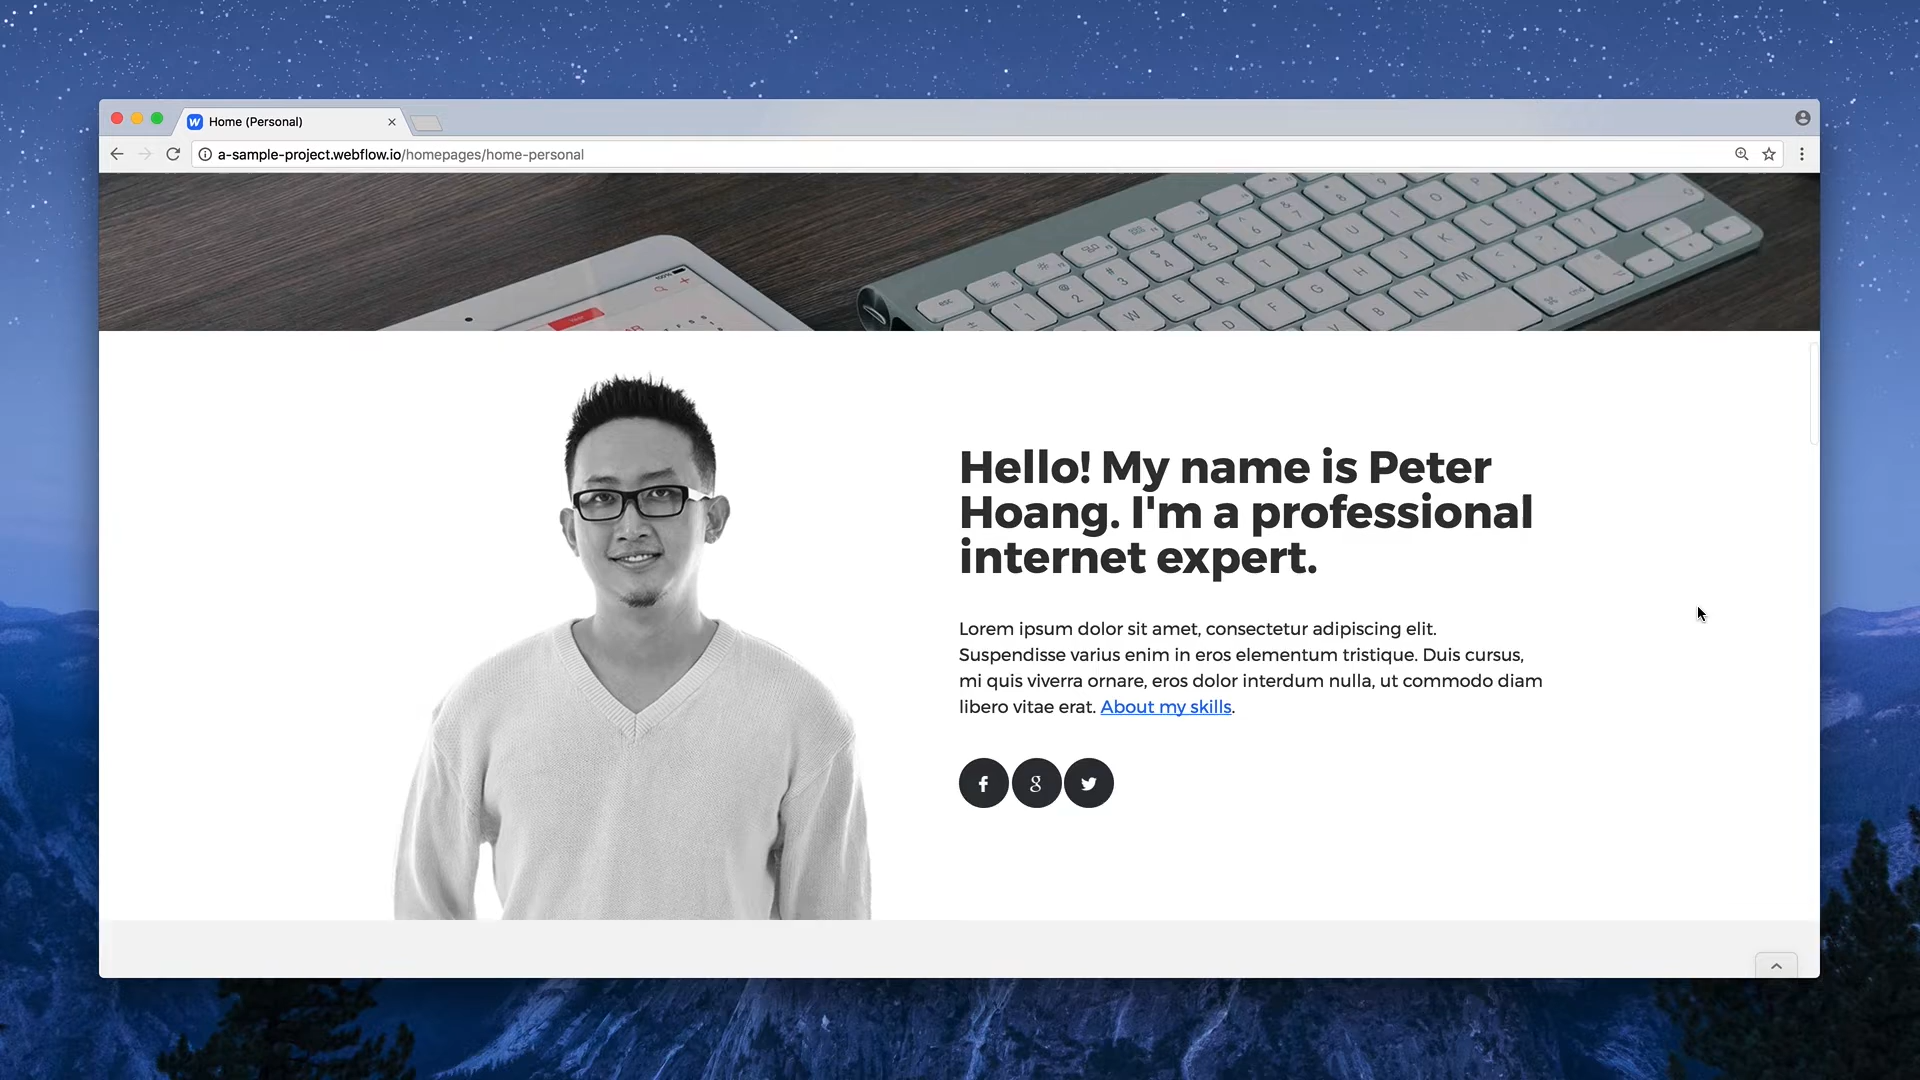 Home (Personal)
a-sample-project.webflow.io/homepages/home-personal
Hello! My name is Peter
Hoang. I'm a professional
internet expert.
Lorem ipsum dolor sit amet, consectetur adipiscing elit.
Suspendisse varius enim in eros elementum tristique. Duis cursus,
mi quis viverra ornare, eros dolor interdum nulla, ut commodo diam
libero vitae erat. About my skills.